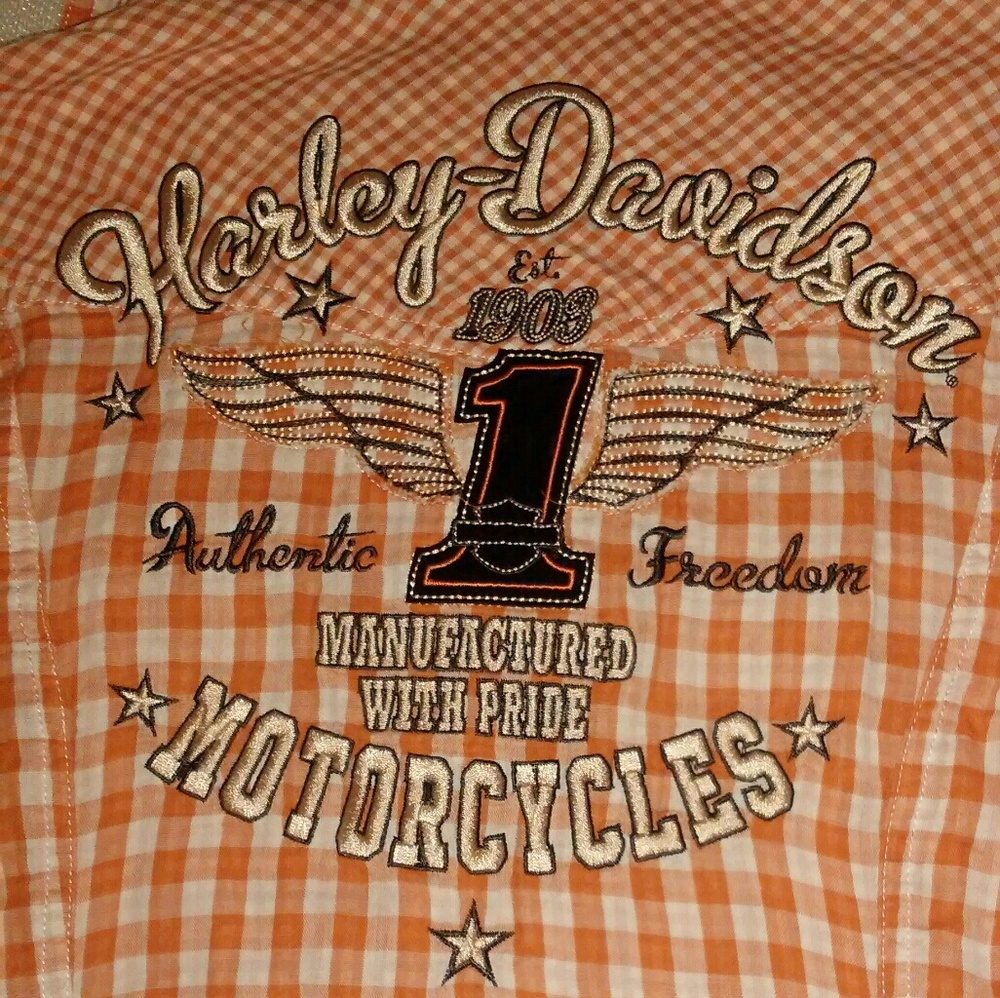 Harley-Davidson®
Est.
1903
1
Authentic Freedom
MANUFACTURED
WITH PRIDE
MOTORCYCLES